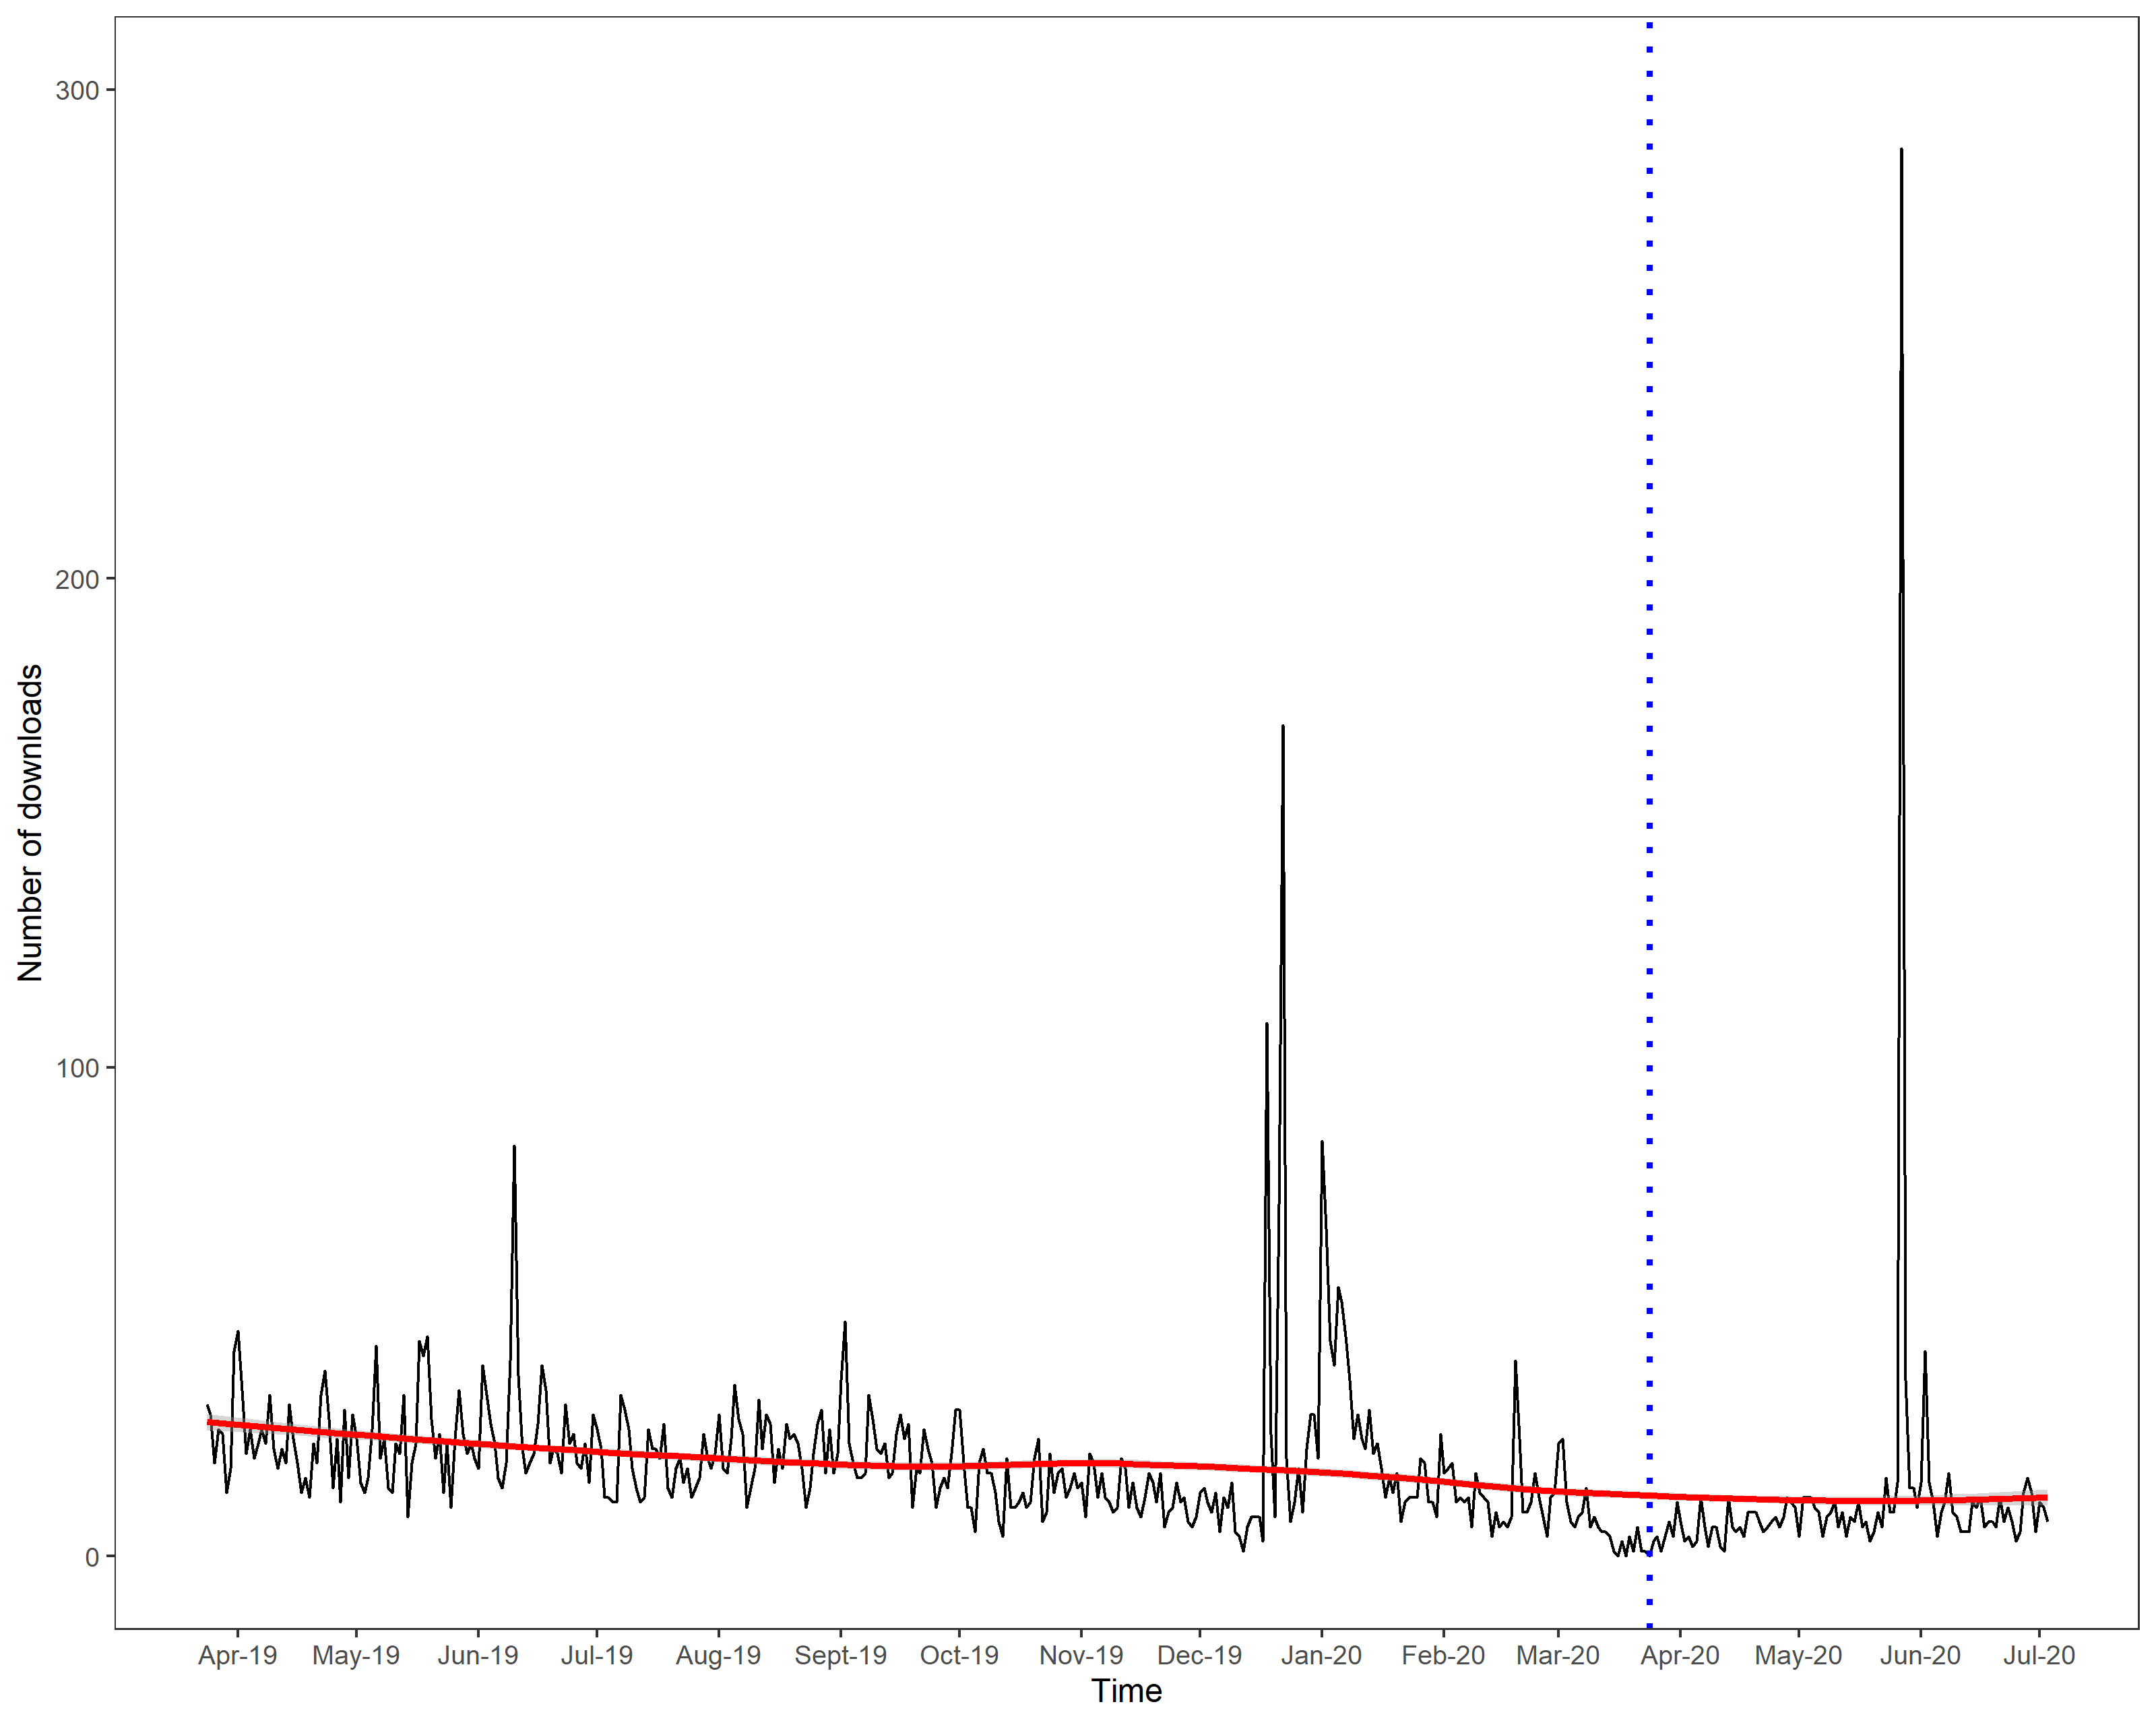 300
200
100
0
Number of downloads
Apr-19 May-19 Jun-19 Jul-19 Aug-19 Sept-19 Oct-19 Nov-19 Dec-19 Jan-20 Feb-20 Mar-20 Apr-20 May-20 Jun-20 Jul-20
Time